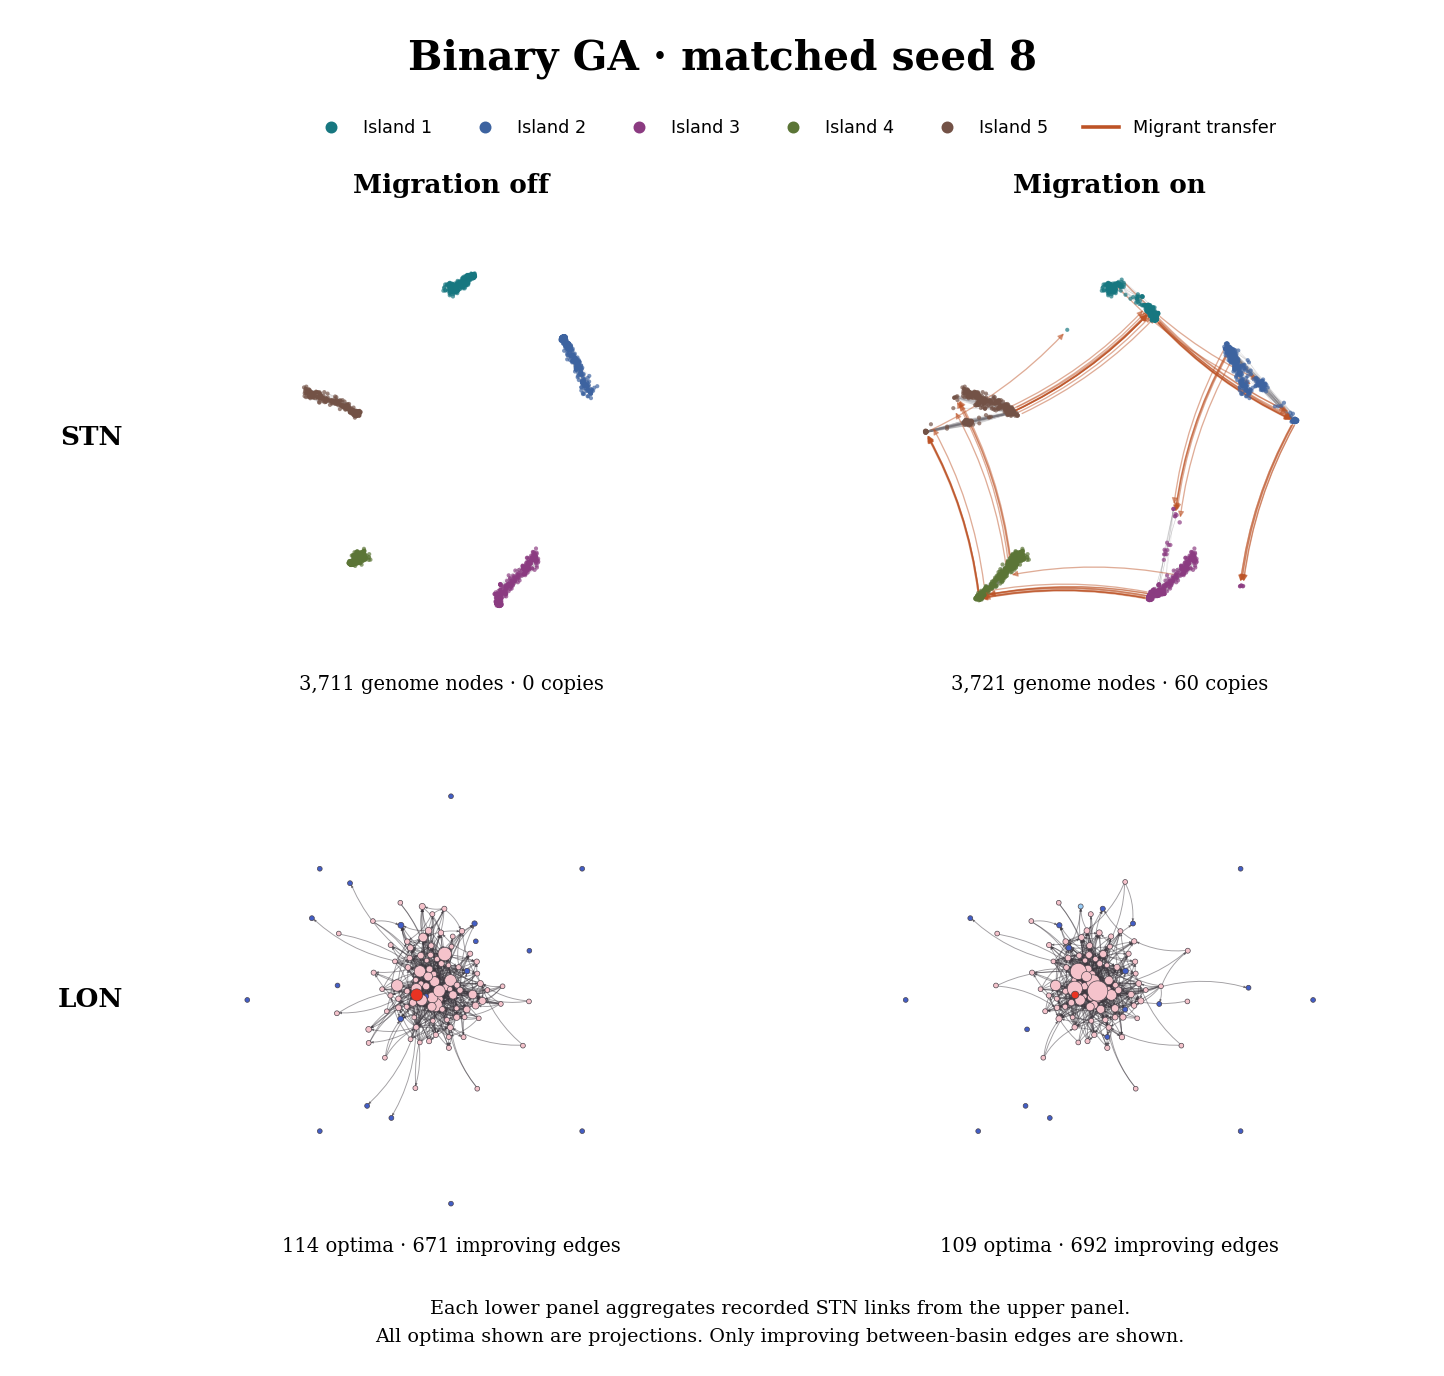 Binary GA · matched seed 8
Island 1
Island 2
Island 3
Island 4
Island 5
Migrant transfer
Migration off
Migration on
STN
3,711 genome nodes · 0 copies
3,721 genome nodes · 60 copies
LON
114 optima · 671 improving edges
109 optima · 692 improving edges
Each lower panel aggregates recorded STN links from the upper panel.
All optima shown are projections. Only improving between-basin edges are shown.